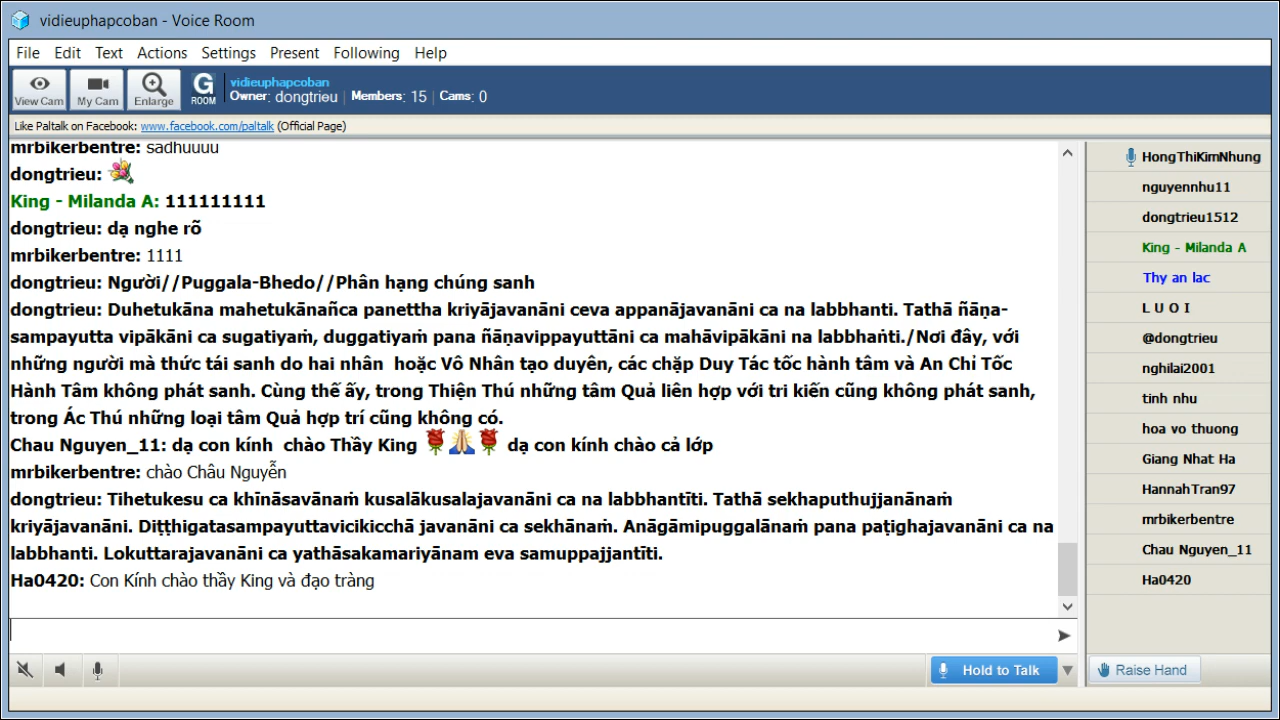 vidieuphapcoban - Voice Room
File Edit Text Actions Settings Present Following Help
View Cam
My Cam
Enlarge
G ROOM
vidieuphapcoban
Owner: dongtrieu | Members: 15 | Cams: 0
Like Paltalk on Facebook: www.facebook.com/paltalk (Official Page)
mrbikerbentre: sadhuuuu
dongtrieu:
King - Milanda A: 111111111
dongtrieu: dạ nghe rõ
mrbikerbentre: 1111
dongtrieu: Người//Puggala-Bhedo//Phân hạng chúng sanh
dongtrieu: Duhetukāna mahetukānañca panettha kriyājavanāni ceva appanājavanāni ca na labbhanti. Tathā ñāṇa-
sampayutta vipākāni ca sugatiyaṁ, duggatiyaṁ pana ñāṇavippayuttāni ca mahāvipākāni na labbhaṅti./Nơi đây, với
những người mà thức tái sanh do hai nhân hoặc Vô Nhân tạo duyên, các chặp Duy Tác tốc hành tâm và An Chỉ Tốc
Hành Tâm không phát sanh. Cùng thế ấy, trong Thiện Thú những tâm Quả liên hợp với tri kiến cũng không phát sanh,
trong Ác Thú những loại tâm Quả hợp trí cũng không có.
Chau Nguyen_11: dạ con kính chào Thầy King dạ con kính chào cả lớp
mrbikerbentre: chào Châu Nguyễn
dongtrieu: Tihetukesu ca khīnāsavānaṁ kusalākusalajavanāni ca na labbhantīti. Tathā sekhaputhujjanānaṁ
kriyājavanāni. Diṭṭhigatasampayuttavicikicchā javanāni ca sekhānaṁ. Anāgāmipuggalānaṁ pana paṭighajavanāni ca na
labbhanti. Lokuttarajavanāni ca yathāsakamariyānam eva samuppajjantīti.
Ha0420: Con Kính chào thầy King và đạo tràng
Hold to Talk
HongThiKimNhung
nguyennhu11
dongtrieu1512
King - Milanda A
Thy an lac
L U O I
@dongtrieu
nghilai2001
tinh nhu
hoa vo thuong
Giang Nhat Ha
HannahTran97
mrbikerbentre
Chau Nguyen_11
Ha0420
Raise Hand